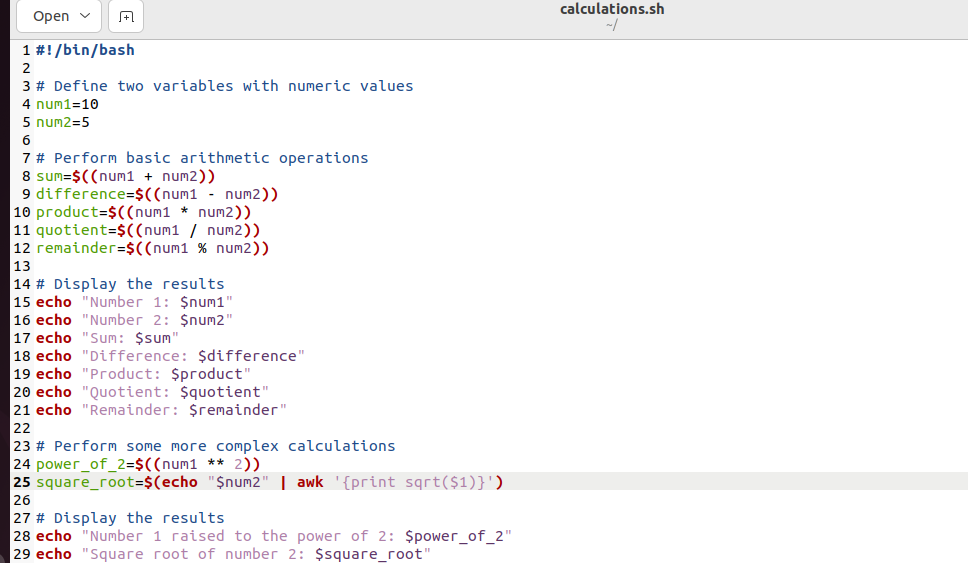 Open
calculations.sh
~/
1 #!/bin/bash
2
3 # Define two variables with numeric values
4 num1=10
5 num2=5
6
7 # Perform basic arithmetic operations
8 sum=$((num1 + num2))
9 difference=$((num1 - num2))
10 product=$((num1 * num2))
11 quotient=$((num1 / num2))
12 remainder=$((num1 % num2))
13
14 # Display the results
15 echo "Number 1: $num1"
16 echo "Number 2: $num2"
17 echo "Sum: $sum"
18 echo "Difference: $difference"
19 echo "Product: $product"
20 echo "Quotient: $quotient"
21 echo "Remainder: $remainder"
22
23 # Perform some more complex calculations
24 power_of_2=$((num1 ** 2))
25 square_root=$(echo "$num2" | awk '{print sqrt($1)}')
26
27 # Display the results
28 echo "Number 1 raised to the power of 2: $power_of_2"
29 echo "Square root of number 2: $square_root"